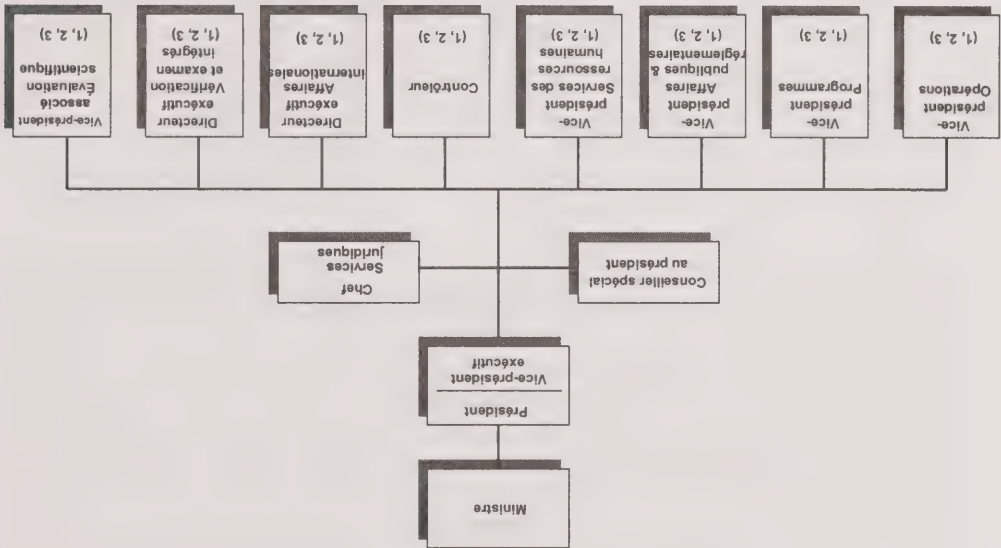 Ministre
Président
Vice-président
exécutif
Conseiller spécial
au président
Chef
Services
juridiques
Vice-
président
Opérations
(1, 2, 3)
Vice-
président
Programmes
(1, 2, 3)
Vice-
président
Affaires
publiques &
réglementaires
(1, 2, 3)
Vice-
président
Services des
ressources
humaines
(1, 2, 3)
Contrôleur
(1, 2, 3)
Directeur
exécutif
Affaires
internationales
(1, 2, 3)
Directeur
exécutif
Vérification
et examen
intégrés
(1, 2, 3)
Vice-président
associé
Évaluation
scientifique
(1, 2, 3)